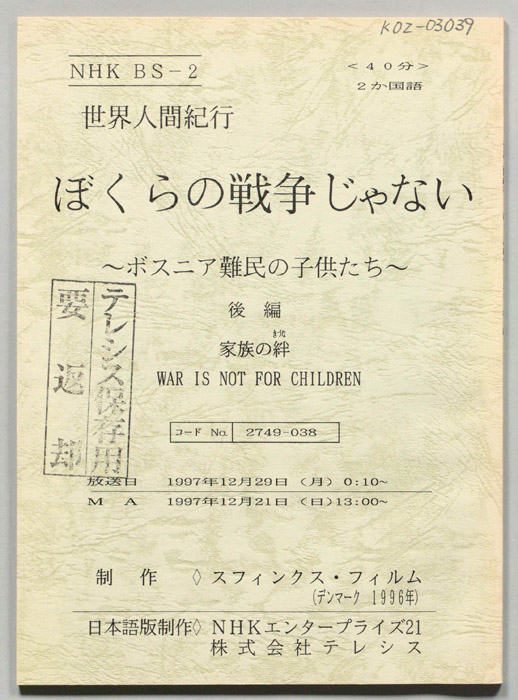 KOZ-03039
NHK BS-2
<40分>
2か国語
世界人間紀行
ぼくらの戦争じゃない
～ボスニア難民の子供たち～
後編
きずな
家族の絆
WAR IS NOT FOR CHILDREN
テレシス保存用
要返却
コード No. 2749-038
放送日 1997年12月29日(月) 0:10~
MA 1997年12月21日(日)13:00~
制作 ◇ スフィンクス・フィルム
(デンマーク 1996年)
日本語版制作◇ NHKエンタープライズ21
株式会社テレシス